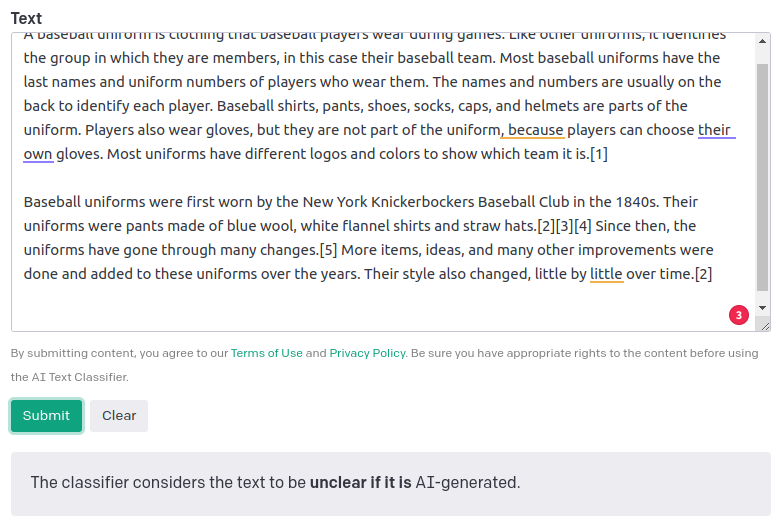 Text
A baseball uniform is clothing that baseball players wear during games. Like other uniforms, it identifies
the group in which they are members, in this case their baseball team. Most baseball uniforms have the
last names and uniform numbers of players who wear them. The names and numbers are usually on the
back to identify each player. Baseball shirts, pants, shoes, socks, caps, and helmets are parts of the
uniform. Players also wear gloves, but they are not part of the uniform, because players can choose their
own gloves. Most uniforms have different logos and colors to show which team it is.[1]
Baseball uniforms were first worn by the New York Knickerbockers Baseball Club in the 1840s. Their
uniforms were pants made of blue wool, white flannel shirts and straw hats.[2][3][4] Since then, the
uniforms have gone through many changes.[5] More items, ideas, and many other improvements were
done and added to these uniforms over the years. Their style also changed, little by little over time.[2]
3
By submitting content, you agree to our Terms of Use and Privacy Policy. Be sure you have appropriate rights to the content before using
the AI Text Classifier.
Submit Clear
The classifier considers the text to be unclear if it is AI-generated.